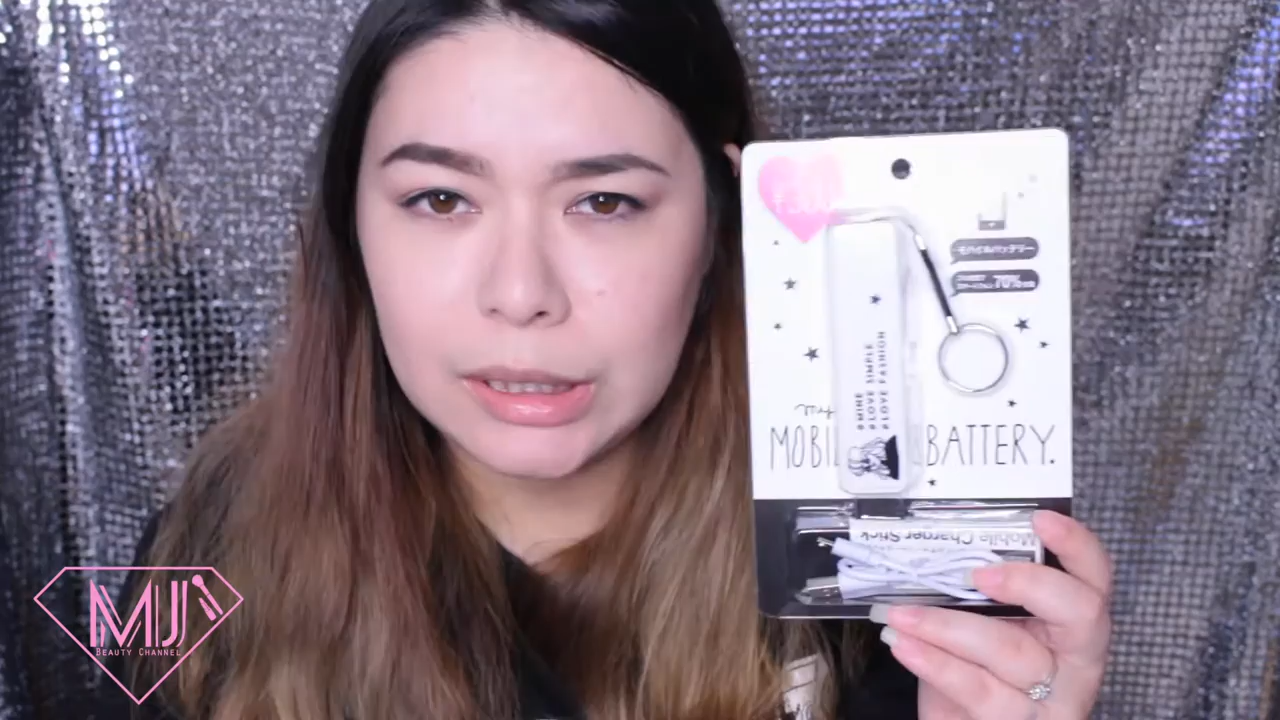 モバイルバッテリー
#MINE
#LOVE SIMPLE
#LOVE FASHION
MOBI
BATTERY.
Mobile Charger Stick
MJ
BEAUTY CHANNEL